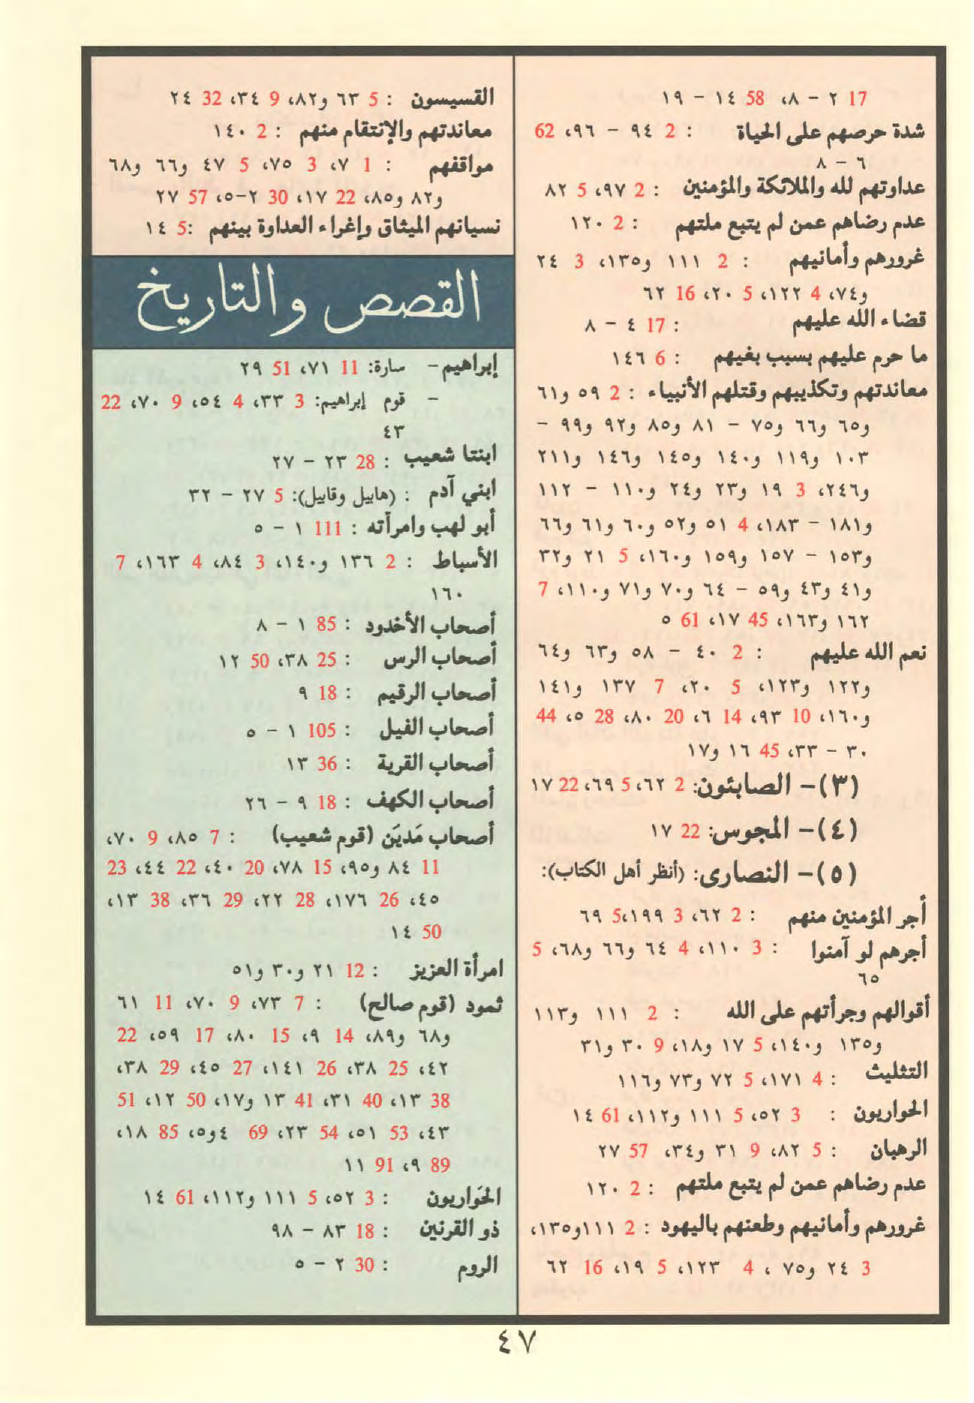 17 ٢ – ٨، 58 ١٤ – ١٩
شدة حرصهم على الحياة : 2 ٩٤ – ٩٦، 62
٦ – ٨
عداوتهم لله والملائكة والمؤمنين : 2 ٩٧، 5 ٨٢
عدم رضاهم عمن لم يتبع ملتهم : 2 ١٢٠
غرورهم وأمانيهم : 2 ١١١ و١٣٥، 3 ٢٤
و٧٤، 4 ١٢٢، 5 ٢٠، 16 ٦٢
قضاء الله عليهم : 17 ٤ – ٨
ما حرم عليهم بسبب بغيهم : 6 ١٤٦
معاندتهم وتكذيبهم وقتلهم الأنبياء : 2 ٥٩ و٦١
و٦٥ و٦٦ و٧٥ – ٨١ و٨٥ و٩٢ و٩٩ –
١٠٣ و١١٩ و١٤٠ و١٤٥ و١٤٦ و٢١١
و٢٤٦، 3 ١٩ و٢٣ و٢٤ و١١٠ – ١١٢
و١٨١ – ١٨٣، 4 ٥١ و٥٢ و٦٠ و٦١ و٦٦
و١٥٣ – ١٥٧ و١٥٩ و١٦٠، 5 ٢١ و٣٢
و٤١ و٤٣ و٥٩ – ٦٤ و٧٠ و٧١ و١١٠، 7
١٦٢ و١٦٣، 45 ١٧، 61 ٥
نعم الله عليهم : 2 ٤٠ – ٥٨ و٦٣ و٦٤
و١٢٢ و١٢٣، 5 ٢٠، 7 ١٣٧ و١٤١
و١٦٠، 10 ٩٣، 14 ٦، 20 ٨٠، 28 ٥، 44
٣٠ – ٣٣، 45 ١٦ و١٧
(٣)– الصابئون: 2 ٦٢، 5 ٦٩، 22 ١٧
(٤)– المجوس: 22 ١٧
(٥)– النصارى: (أنظر أهل الكتاب):
أجر المؤمنين منهم : 2 ٦٢، 3 ١٩٩، 5 ٦٩
أجرهم لو آمنوا : 3 ١١٠، 4 ٦٤ و٦٦ و٦٨، 5
٦٥
أقوالهم وجرأتهم على الله : 2 ١١١ و١١٣
و١٣٥ و١٤٠، 5 ١٧ و١٨، 9 ٣٠ و٣١
التثليث : 4 ١٧١، 5 ٧٢ و٧٣ و١١٦
الحواريون : 3 ٥٢، 5 ١١١ و١١٢، 61 ١٤
الرهبان : 5 ٨٢، 9 ٣١ و٣٤، 57 ٢٧
عدم رضاهم عمن لم يتبع ملتهم : 2 ١٢٠
غرورهم وأمانيهم وطعنهم باليهود : 2 ١١١ و١٣٥،
3 ٢٤ و٧٥ ، 4 ١٢٣، 5 ١٩، 16 ٦٢
القسيسون : 5 ٦٣ و٨٢، 9 ٣٤، 32 ٢٤
معاندتهم والإنتقام منهم : 2 ١٤٠
مواقفهم : 1 ٧، 3 ٧٥، 5 ٤٧ و٦٦ و٦٨
و٨٢ و٨٥، 22 ١٧، 30 ٢–٥، 57 ٢٧
نسيانهم الميثاق وإغراء العداوة بينهم :5 ١٤
القصص والتاريخ
إبراهيم– سارة: 11 ٧١، 51 ٢٩
– قوم إبراهيم: 3 ٣٣، 4 ٥٤، 9 ٧٠، 22
٤٣
ابنتا شعيب : 28 ٢٣ – ٢٧
ابني آدم : (هابيل وقابيل): 5 ٢٧ – ٣٢
أبو لهب وامرأته : 111 ١ – ٥
الأسباط : 2 ١٣٦ و١٤٠، 3 ٨٤، 4 ١٦٣، 7
١٦٠
أصحاب الأخدود : 85 ١ – ٨
أصحاب الرس : 25 ٣٨، 50 ١٢
أصحاب الرقيم : 18 ٩
أصحاب الفيل : 105 ١ – ٥
أصحاب القرية : 36 ١٣
أصحاب الكهف : 18 ٩ – ٢٦
أصحاب مَديَن (قوم شعيب) : 7 ٨٥، 9 ٧٠،
11 ٨٤ و٩٥، 15 ٧٨، 20 ٤٠، 22 ٤٤، 23
٤٥، 26 ١٧٦، 28 ٢٢، 29 ٣٦، 38 ١٣،
50 ١٤
امرأة العزيز : 12 ٢١ و٣٠ و٥١
ثمود (قوم صالح) : 7 ٧٣، 9 ٧٠، 11 ٦١
و٦٨ و٨٩، 14 ٩، 15 ٨٠، 17 ٥٩، 22
٤٢، 25 ٣٨، 26 ١٤١، 27 ٤٥، 29 ٣٨،
38 ١٣، 40 ٣١، 41 ١٣ و١٧، 50 ١٢، 51
٤٣، 53 ٥١، 54 ٢٣، 69 ٤و٥، 85 ١٨،
89 ٩، 91 ١١
الحَواريون : 3 ٥٢، 5 ١١١ و١١٢، 61 ١٤
ذو القرنين : 18 ٨٣ – ٩٨
الروم : 30 ٢ – ٥
٤٧